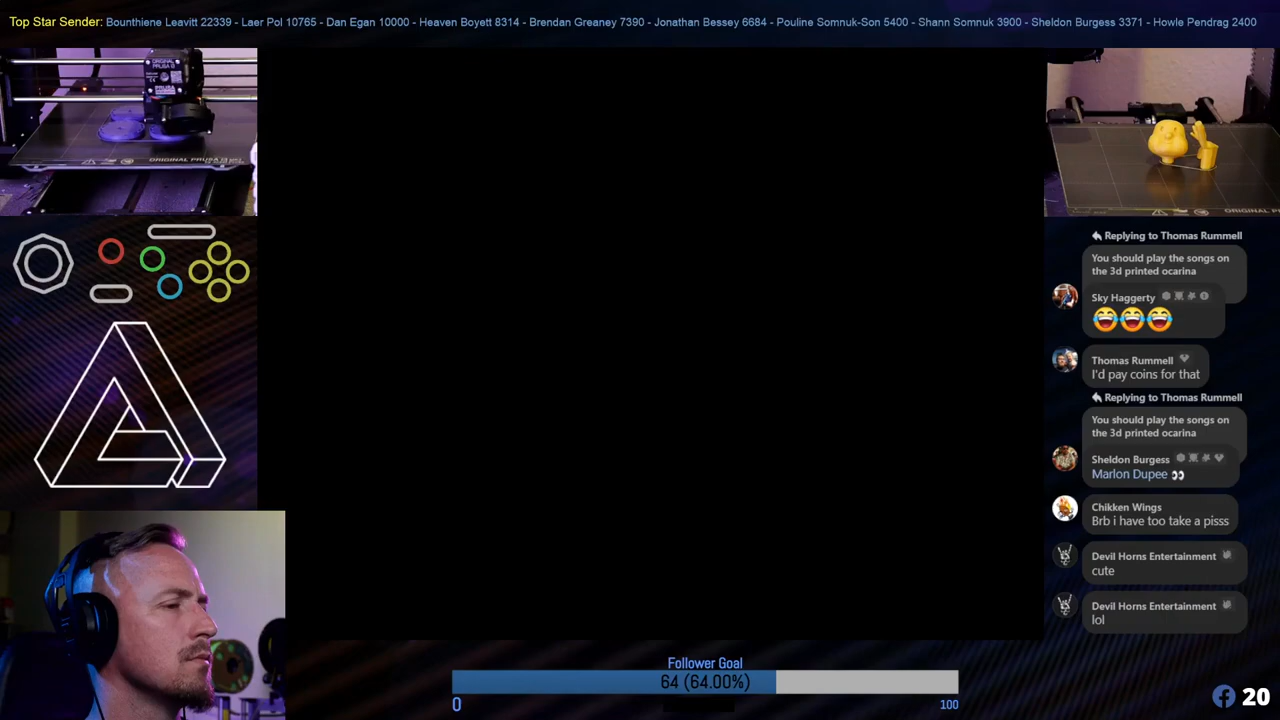 Top Star Sender: Bounthiene Leavitt 22339 - Laer Pol 10765 - Dan Egan 10000 - Heaven Boyett 8314 - Brendan Greaney 7390 - Jonathan Bessey 6684 - Pouline Somnuk-Son 5400 - Shann Somnuk 3900 - Sheldon Burgess 3371 - Howle Pendrag 2400
ORIGINAL
PRUSA
ORIGINAL PRUSA
ORIGINAL
Replying to Thomas Rummell
You should play the songs on
the 3d printed ocarina
Sky Haggerty
😂😂😂
Thomas Rummell
I'd pay coins for that
Replying to Thomas Rummell
You should play the songs on
the 3d printed ocarina
Sheldon Burgess
Marlon Dupee 👀
Chikken Wings
Brb i have too take a pisss
Devil Horns Entertainment
cute
Devil Horns Entertainment
lol
Follower Goal
64 (64.00%)
0
100
20